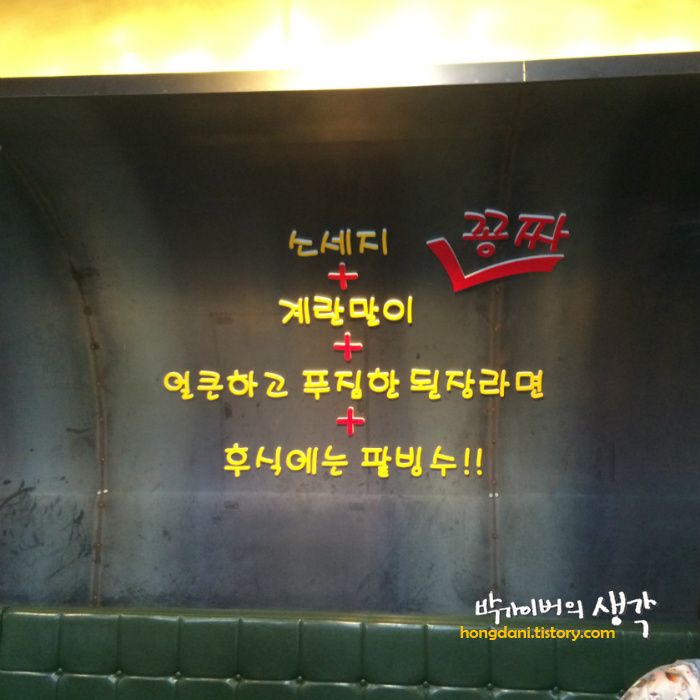 소세지
꽁짜
+
계란말이
+
얼큰하고 푸짐한 된장라면
+
후식에는 팥빙수!!
박가이버의 생각
hongdani.tistory.com